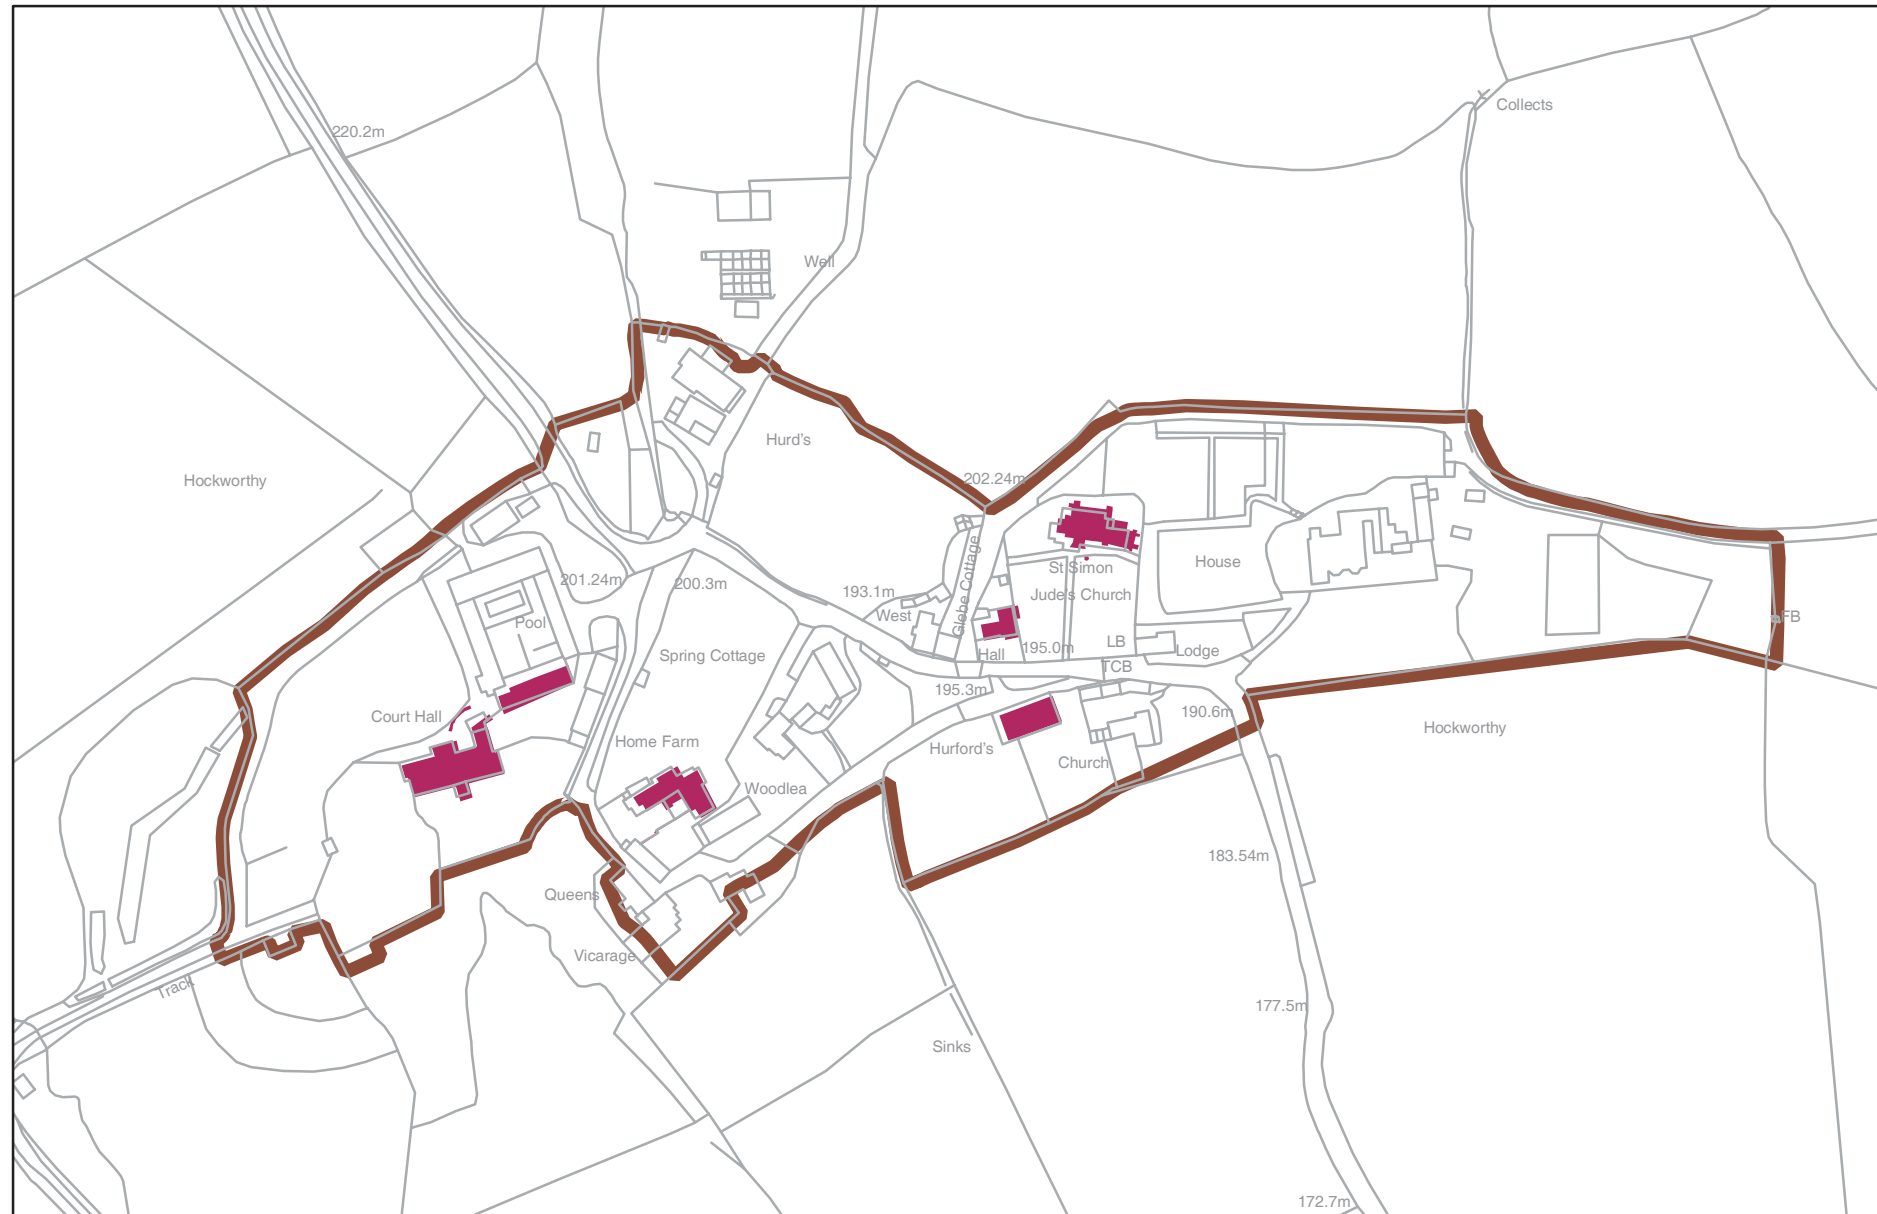 Collects
220.2m
Well
Hurd's
Hockworthy
202.24m
St Simon
Jude's Church
House
201.24m
200.3m
193.1m
West
Glebe Cottage
Pool
FB
Spring Cottage
Hall
195.0m
LB
TCB
Lodge
195.3m
190.6m
Court Hall
Home Farm
Hurford's
Church
Hockworthy
Woodlea
183.54m
Queens
Vicarage
Track
177.5m
Sinks
172.7m